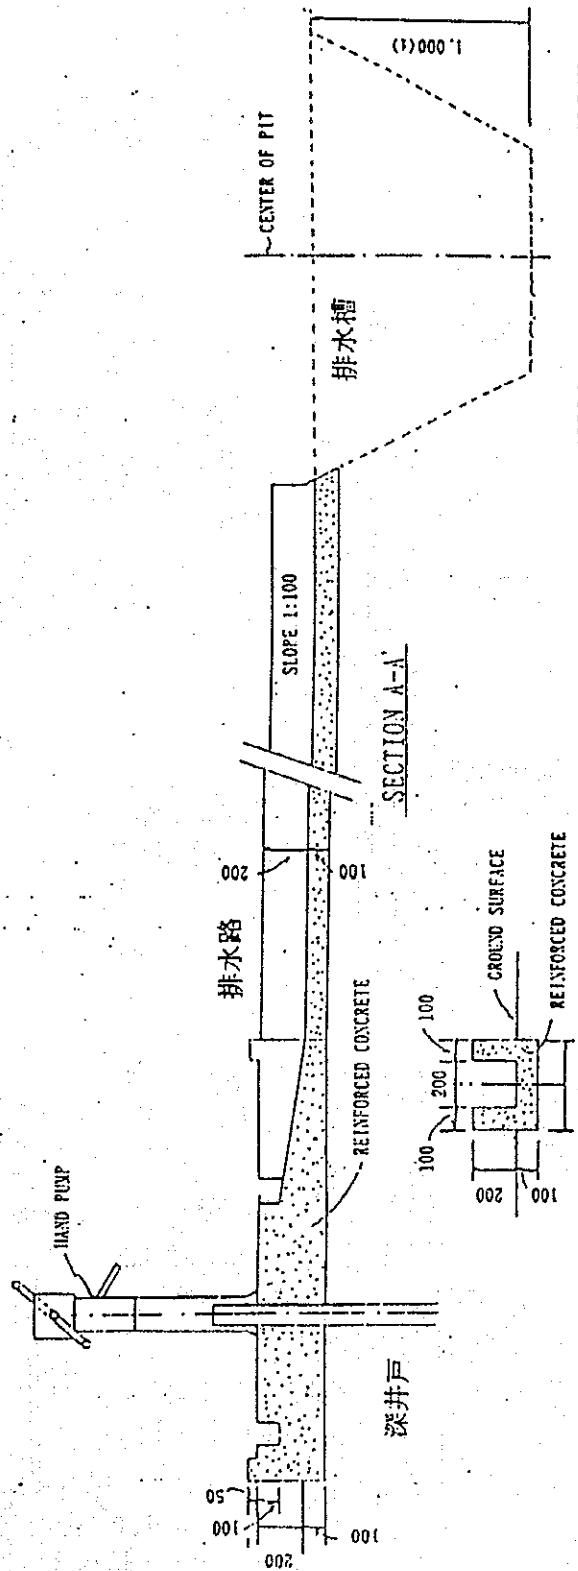 HAND PUMP
排水路
排水槽
CENTER OF PIT
1.000(1)
SLOPE 1:100
200
100
50
100
200
100
深井戸
REINFORCED CONCRETE
SECTION A-A'
100
200
100
200
100
GROUND SURFACE
REINFORCED CONCRETE